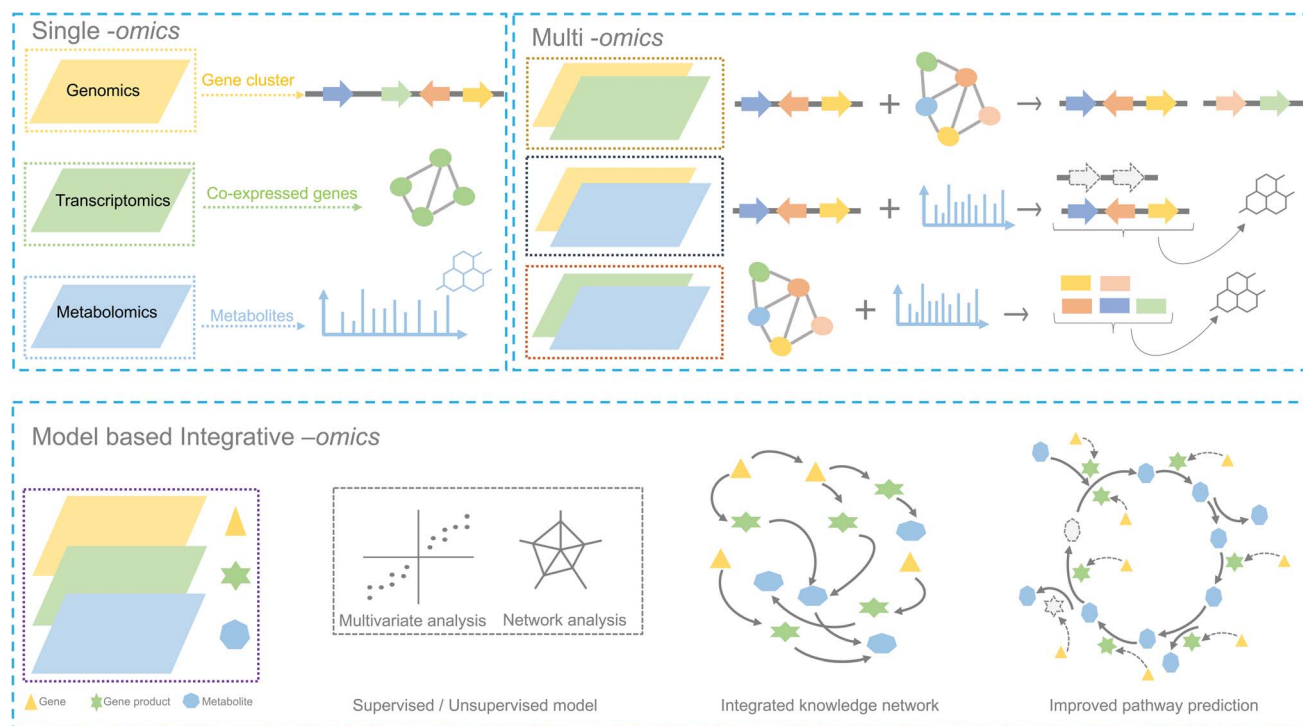 Single -omics
Genomics
Gene cluster
Transcriptomics
Co-expressed genes
Metabolomics
Metabolites
Multi -omics
Model based Integrative –omics
Multivariate analysis
Network analysis
Gene
Gene product
Metabolite
Supervised / Unsupervised model
Integrated knowledge network
Improved pathway prediction